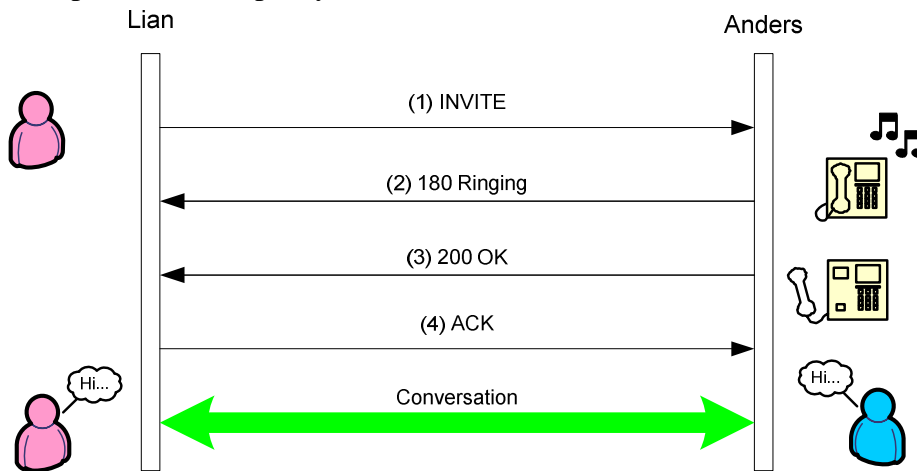 Lian
Anders
(1) INVITE
(2) 180 Ringing
(3) 200 OK
(4) ACK
Hi...
Conversation
Hi...